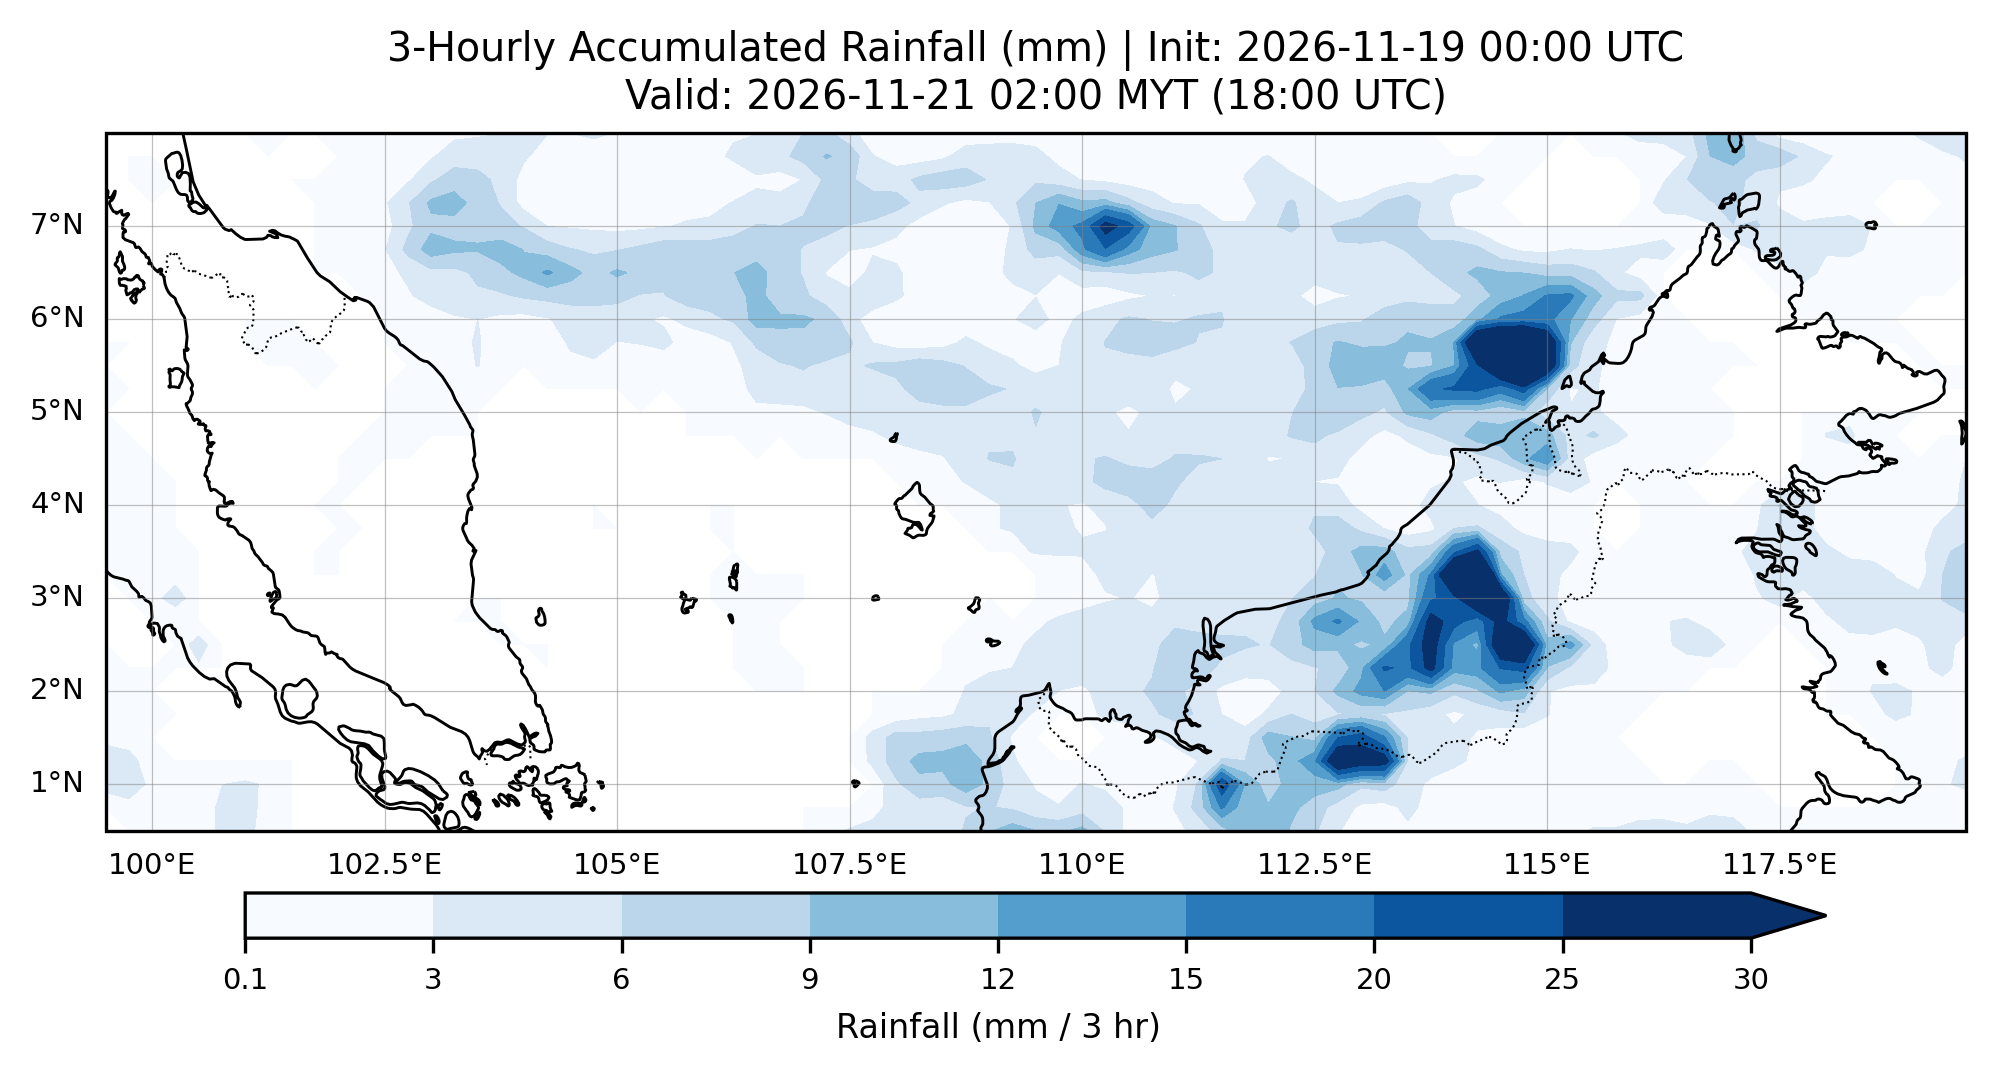 3-Hourly Accumulated Rainfall (mm) | Init: 2026-11-19 00:00 UTC
Valid: 2026-11-21 02:00 MYT (18:00 UTC)
7°N
6°N
5°N
4°N
3°N
2°N
1°N
100°E 102.5°E 105°E 107.5°E 110°E 112.5°E 115°E 117.5°E
0.1 3 6 9 12 15 20 25 30
Rainfall (mm / 3 hr)